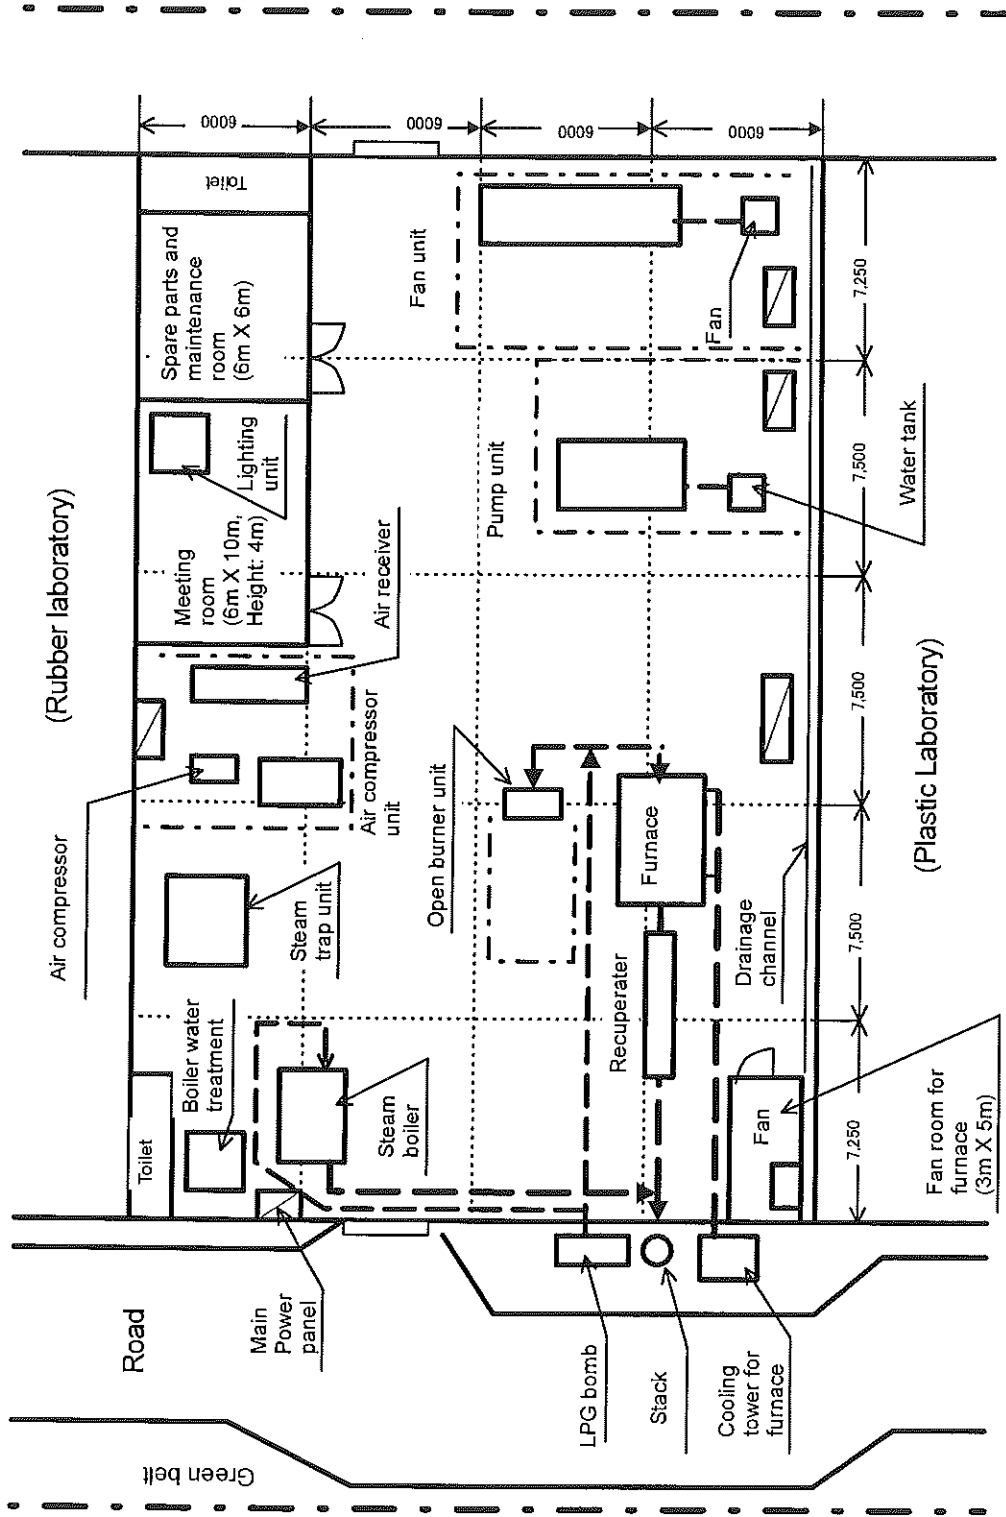 (Rubber laboratory)
6000
6000
6000
6000
Toilet
Spare parts and
maintenance
room
(6m X 6m)
Fan unit
Fan
7,250
Lighting
unit
Meeting
room
(6m X 10m,
Height: 4m)
Pump unit
Water tank
7,500
Air receiver
Air compressor
Air compressor
unit
7,500
Steam
trap unit
Open burner unit
Furnace
Drainage
channel
7,500
(Plastic Laboratory)
Toilet
Boiler water
treatment
Steam
boiler
Recuperater
Fan
Fan room for
furnace
(3m X 5m)
7,250
Road
Main
Power
panel
LPG bomb
Stack
Cooling
tower for
furnace
Green belt